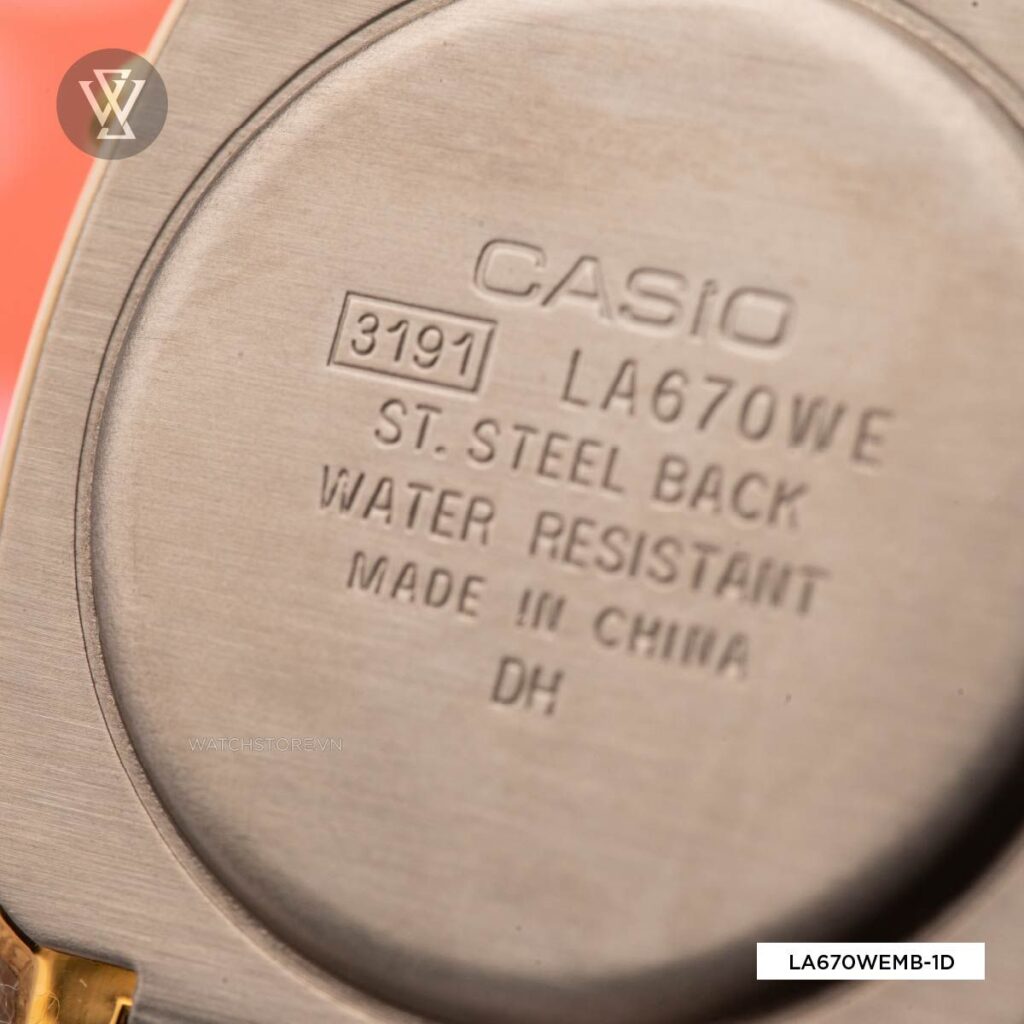 CASIO
3191 LA670WE
ST. STEEL BACK
WATER RESISTANT
MADE IN CHINA
DH
WATCHSTORE.VN
LA670WEMB-1D